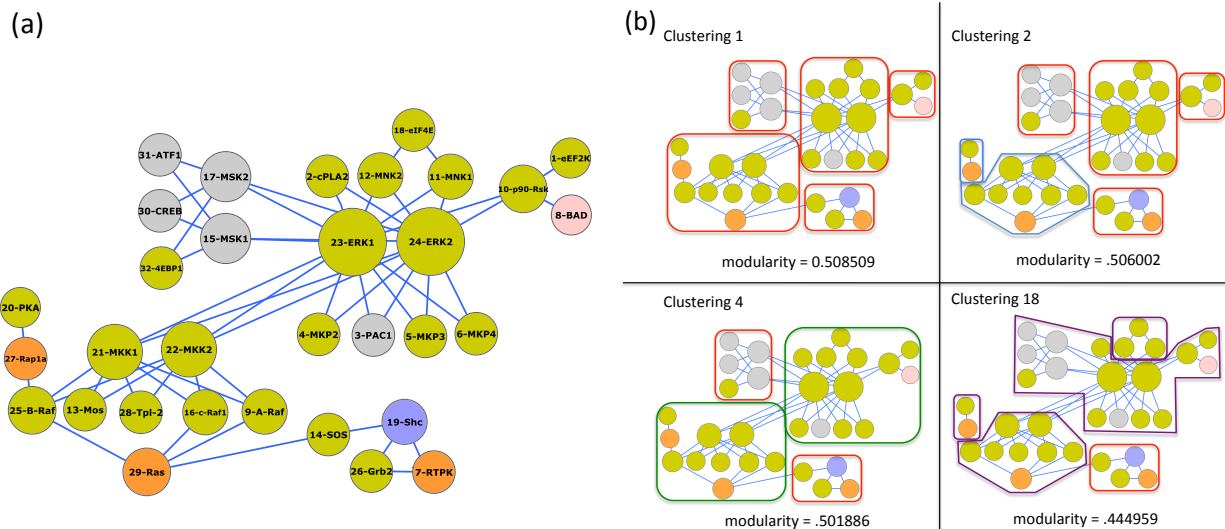 (a)
18-eIF4E
31-ATF1
17-MSK2
2-cPLA2
12-MNK2
11-MNK1
1-eEF2K
10-p90-Rsk
8-BAD
30-CREB
15-MSK1
23-ERK1
24-ERK2
32-4EBP1
20-PKA
4-MKP2
3-PAC1
5-MKP3
6-MKP4
27-Rap1a
21-MKK1
22-MKK2
25-B-Raf
13-Mos
28-Tpl-2
16-c-Raf1
9-A-Raf
14-SOS
19-Shc
29-Ras
26-Grb2
7-RTPK
(b)
Clustering 1
modularity = 0.508509
Clustering 2
modularity = .506002
Clustering 4
modularity = .501886
Clustering 18
modularity = .444959